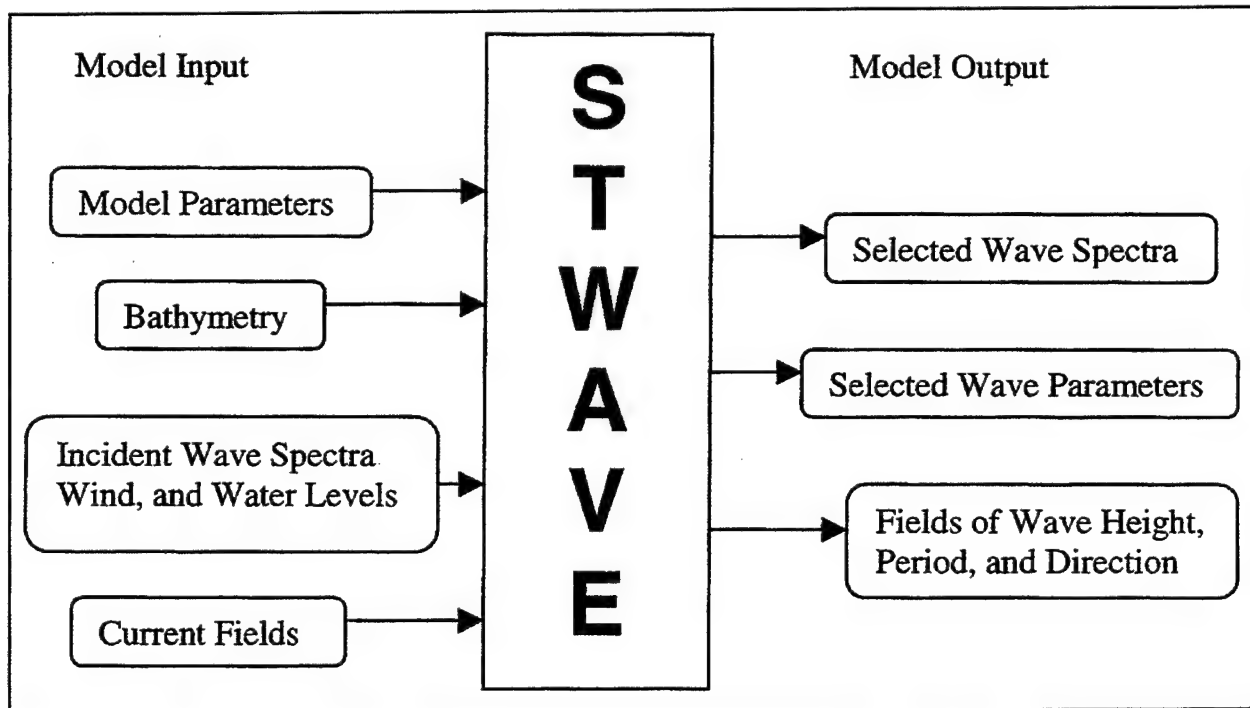 Model Input
Model Parameters
Bathymetry
Incident Wave Spectra
Wind, and Water Levels
Current Fields
S
T
W
A
V
E
Model Output
Selected Wave Spectra
Selected Wave Parameters
Fields of Wave Height,
Period, and Direction